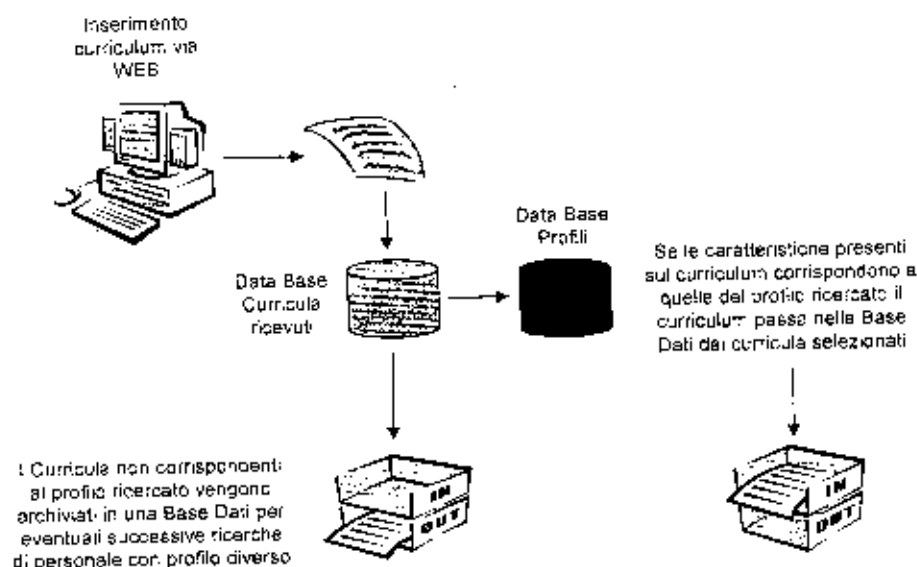 Inserimento
curriculum via
WEB
Data Base
Profili
Data Base
Curricula
ricevuti
Se le caratteristiche presenti
sul curriculum corrispondono a
quelle del profilo ricercato il
curriculum passa nella Base
Dati dei curricula selezionati
I Curricula non corrispondenti
al profilo ricercato vengono
archiviati in una Base Dati per
eventuali successive ricerche
di personale con profilo diverso
IN
OUT
IN
OUT